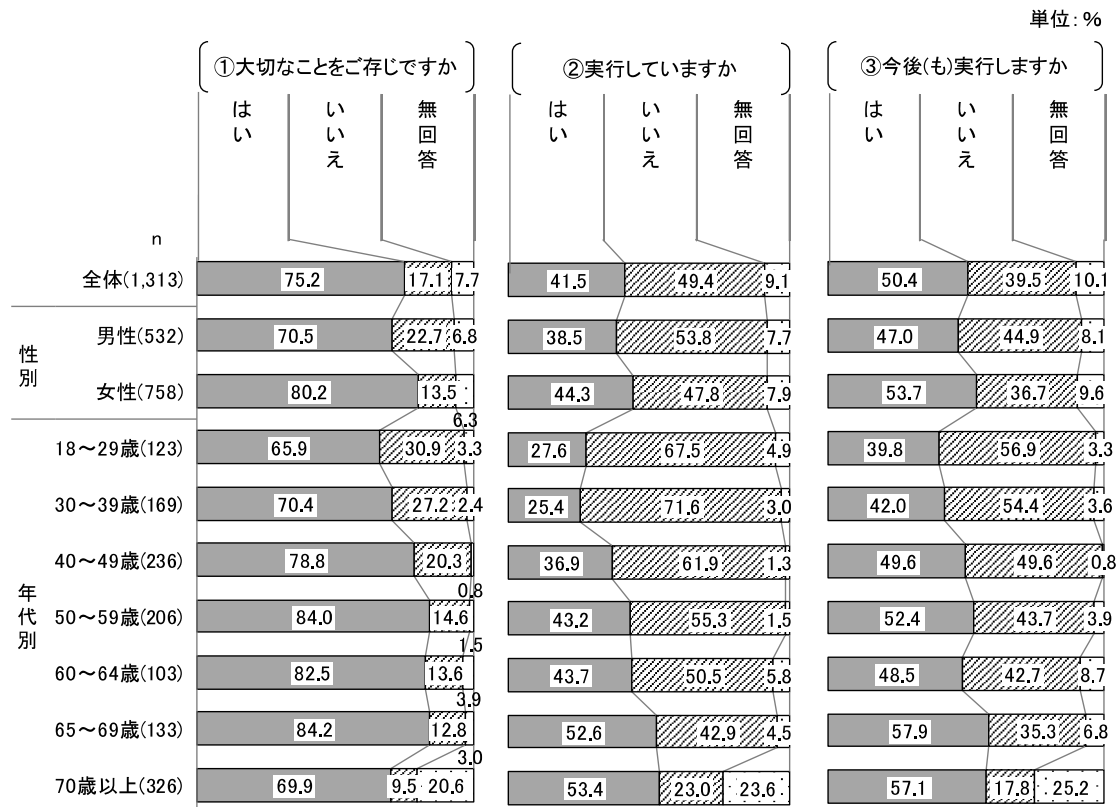 単位：％
①大切なことをご存じですか ②実行していますか ③今後(も)実行しますか
はい いいえ 無回答 はい いいえ 無回答 はい いいえ 無回答
n
全体(1,313) 75.2 17.1 7.7 41.5 49.4 9.1 50.4 39.5 10.1
性別
男性(532) 70.5 22.7 6.8 38.5 53.8 7.7 47.0 44.9 8.1
女性(758) 80.2 13.5 6.3 44.3 47.8 7.9 53.7 36.7 9.6
年代別
18～29歳(123) 65.9 30.9 3.3 27.6 67.5 4.9 39.8 56.9 3.3
30～39歳(169) 70.4 27.2 2.4 25.4 71.6 3.0 42.0 54.4 3.6
40～49歳(236) 78.8 20.3 0.8 36.9 61.9 1.3 49.6 49.6 0.8
50～59歳(206) 84.0 14.6 1.5 43.2 55.3 1.5 52.4 43.7 3.9
60～64歳(103) 82.5 13.6 3.9 43.7 50.5 5.8 48.5 42.7 8.7
65～69歳(133) 84.2 12.8 3.0 52.6 42.9 4.5 57.9 35.3 6.8
70歳以上(326) 69.9 9.5 20.6 53.4 23.0 23.6 57.1 17.8 25.2